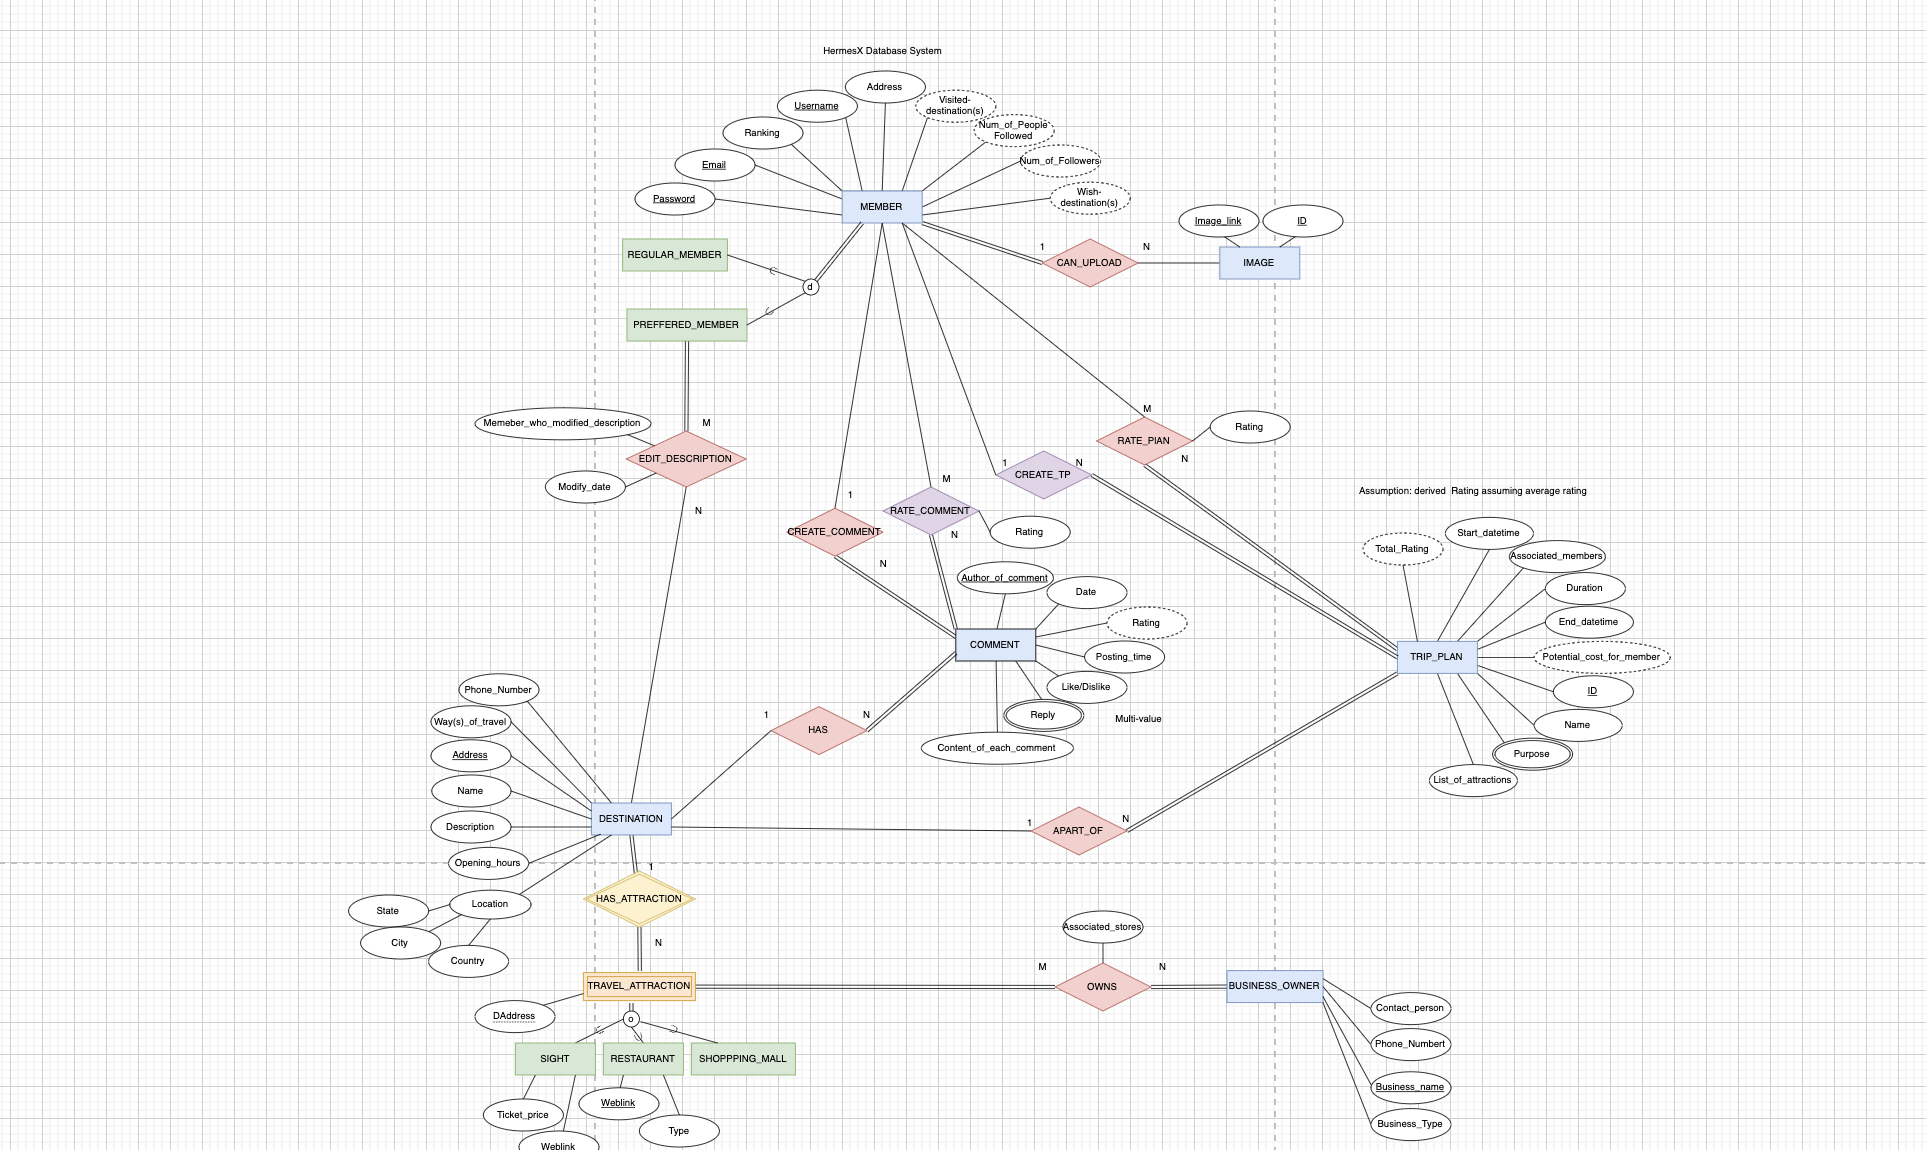 HermesX Database System
Address
Username
Visited-
destination(s)
Num_of_People
Followed
Ranking
Email
Num_of_Followers
Password
Wish-
destination(s)
MEMBER
Image_link
ID
REGULAR_MEMBER
1
N
CAN_UPLOAD
IMAGE
d
PREFFERED_MEMBER
M
Memeber_who_modified_description
M
Rating
RATE_PlAN
EDIT_DESCRIPTION
1
N
N
CREATE_TP
Modify_date
M
1
Assumption: derived  Rating assuming average rating
N
RATE_COMMENT
CREATE_COMMENT
N
Rating
Start_datetime
Total_Rating
Associated_members
N
Author_of_comment
Date
Duration
Rating
End_datetime
COMMENT
Posting_time
TRIP_PLAN
Potential_cost_for_member
Like/Dislike
ID
Phone_Number
1
N
Reply
Multi-value
Name
Way(s)_of_travel
HAS
Content_of_each_comment
Purpose
Address
List_of_attractions
Name
DESTINATION
1
N
Description
APART_OF
Opening_hours
1
HAS_ATTRACTION
Location
State
City
N
Country
Associated_stores
M
N
TRAVEL_ATTRACTION
OWNS
BUSINESS_OWNER
DAddress
o
Contact_person
Phone_Numbert
SIGHT
RESTAURANT
SHOPPPING_MALL
Business_name
Weblink
Ticket_price
Type
Business_Type
Weblink